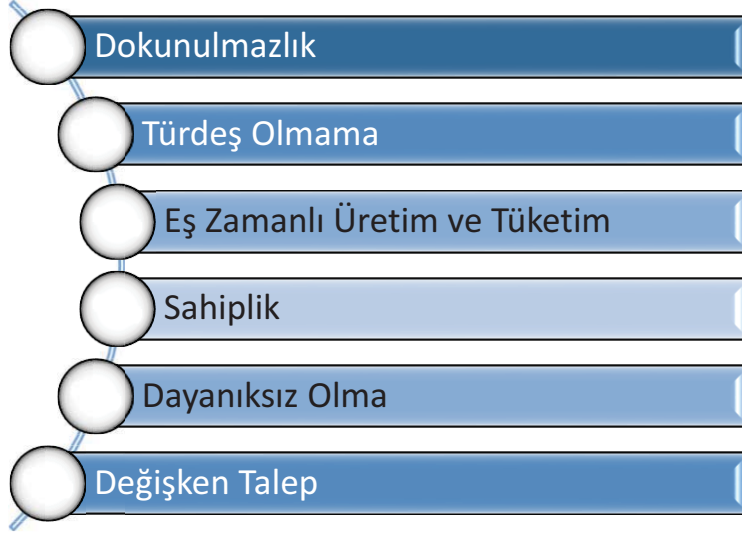 Dokunulmazlık
Türdeş Olmama
Eş Zamanlı Üretim ve Tüketim
Sahiplik
Dayanıksız Olma
Değişken Talep